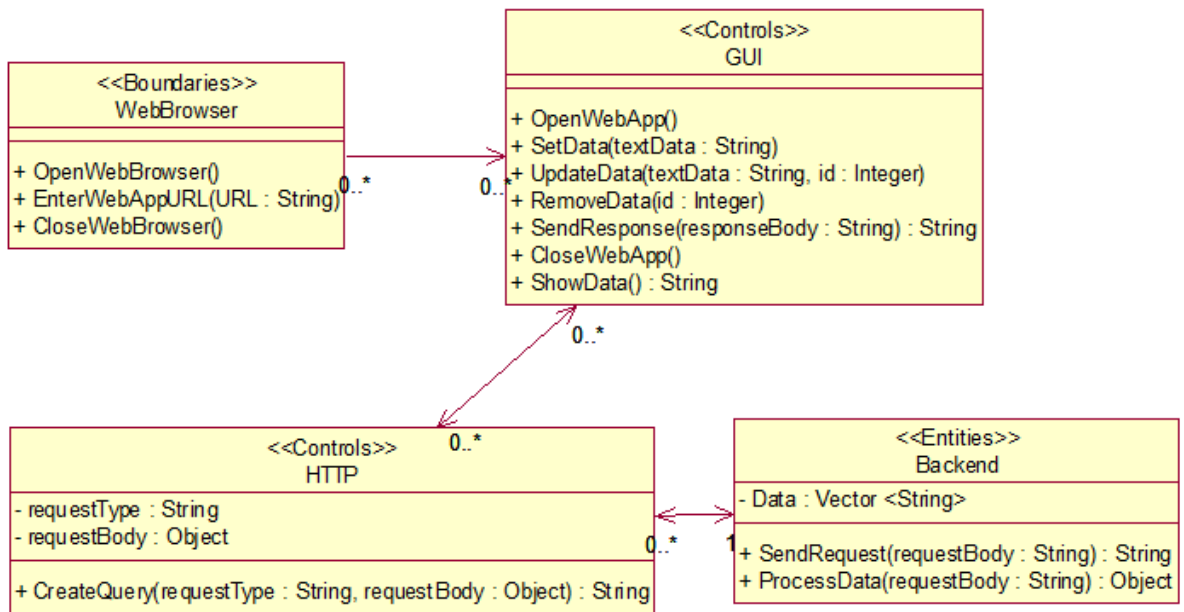 <<Boundaries>>
WebBrowser
+ OpenWebBrowser()
+ EnterWebAppURL(URL : String)
+ CloseWebBrowser()
0..*
0..*
<<Controls>>
GUI
+ OpenWebApp()
+ SetData(textData : String)
+ UpdateData(textData : String, id : Integer)
+ RemoveData(id : Integer)
+ SendResponse(responseBody : String) : String
+ CloseWebApp()
+ ShowData() : String
0..*
0..*
<<Controls>>
HTTP
- requestType : String
- requestBody : Object
+ CreateQuery(requestType : String, requestBody : Object) : String
0..*
1
<<Entities>>
Backend
- Data : Vector <String>
+ SendRequest(requestBody : String) : String
+ ProcessData(requestBody : String) : Object